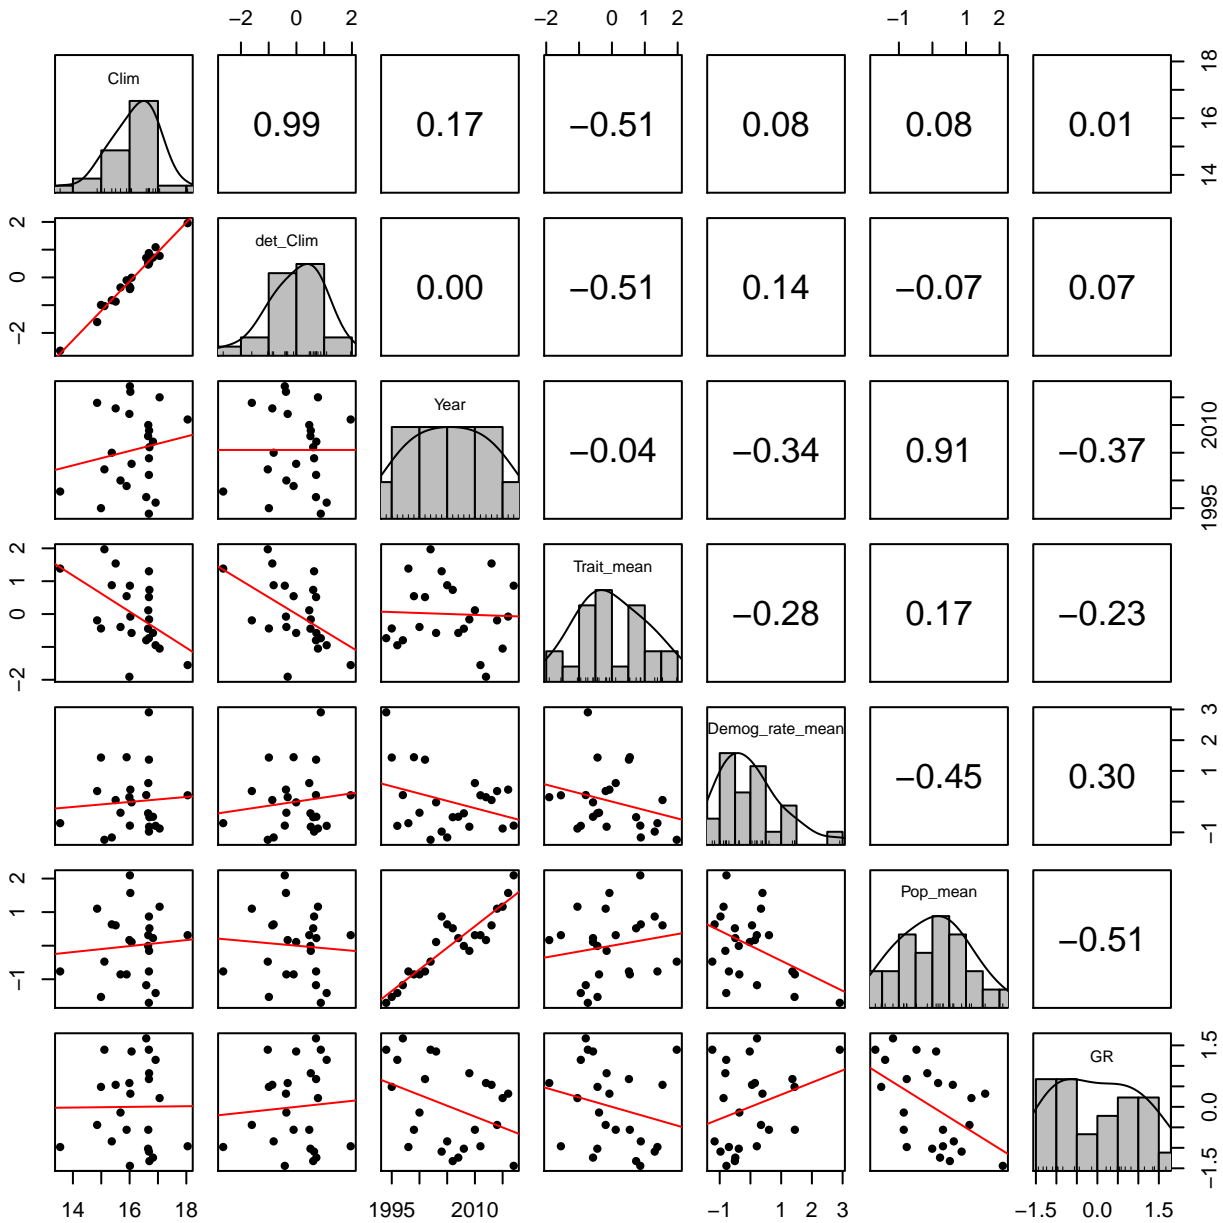 −2 0 2 −2 0 1 2 −1 1 2
Clim 0.99 0.17 −0.51 0.08 0.08 0.01 14 16 18
−2 0 2 det_Clim 0.00 −0.51 0.14 −0.07 0.07
Year −0.04 −0.34 0.91 −0.37 1995 2010
−2 0 1 2 Trait_mean −0.28 0.17 −0.23
Demog_rate_mean −0.45 0.30 −1 1 2 3
−1 1 2 Pop_mean −0.51
GR −1.5 0.0 1.5
14 16 18 1995 2010 −1 1 2 3 −1.5 0.0 1.5